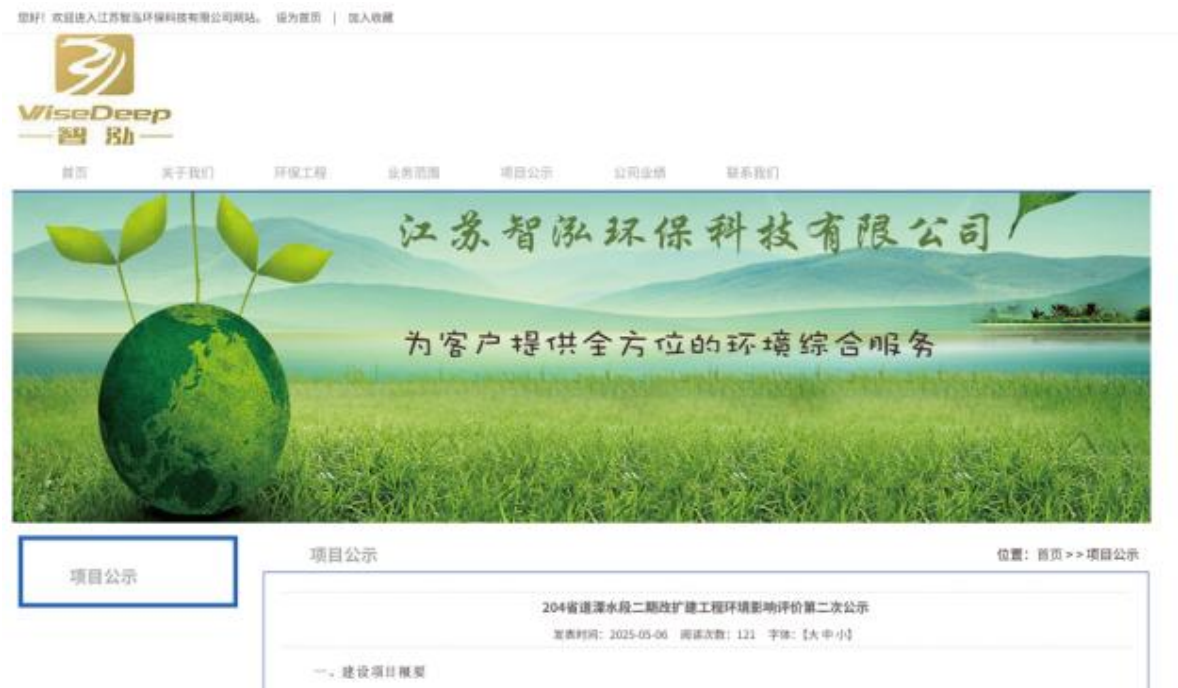 您好！欢迎进入江苏智泓环保科技有限公司网站。 设为首页 | 加入收藏
WiseDeep
智 泓
首页 关于我们 环保工程 业务范围 项目公示 公司业绩 联系我们
江苏智泓环保科技有限公司
为客户提供全方位的环境综合服务
项目公示
项目公示 位置：首页>>项目公示
204省道溧水段二期改扩建工程环境影响评价第二次公示
发表时间：2025-05-06 阅读次数：121 字体：【大 中 小】
一、建设项目概要